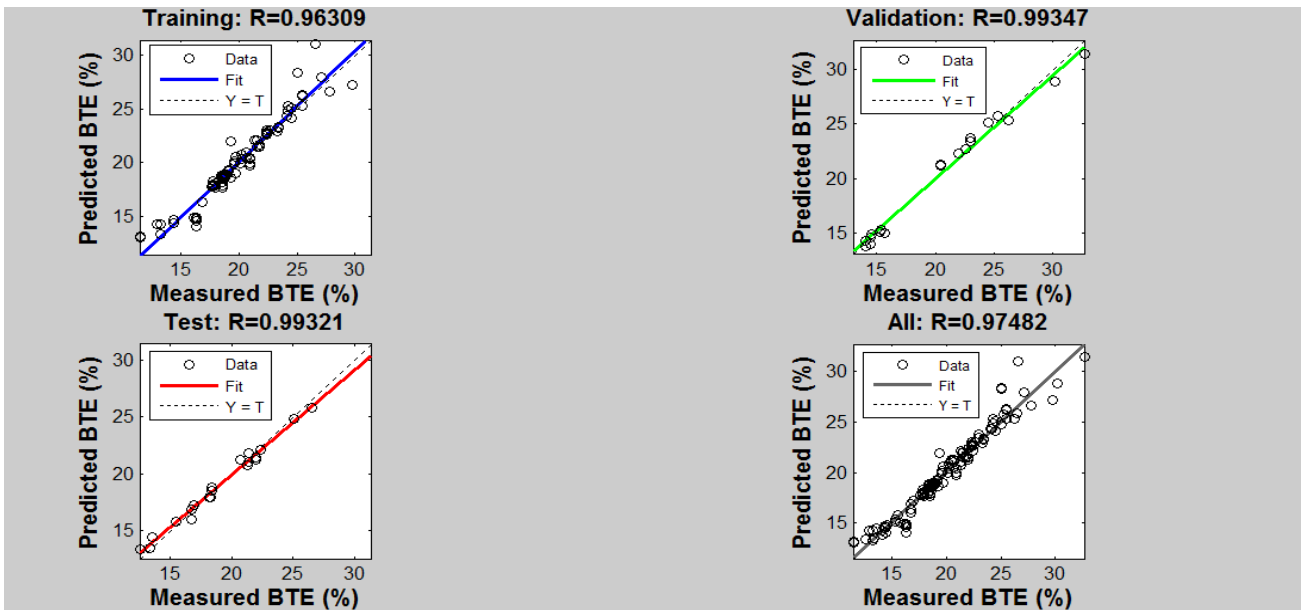 Training: R=0.96309
Predicted BTE (%)
30
25
20
15
Data
Fit
Y = T
15 20 25 30
Measured BTE (%)
Validation: R=0.99347
Predicted BTE (%)
30
25
20
15
Data
Fit
Y = T
15 20 25 30
Measured BTE (%)
Test: R=0.99321
Predicted BTE (%)
30
25
20
15
Data
Fit
Y = T
15 20 25 30
Measured BTE (%)
All: R=0.97482
Predicted BTE (%)
30
25
20
15
Data
Fit
Y = T
15 20 25 30
Measured BTE (%)